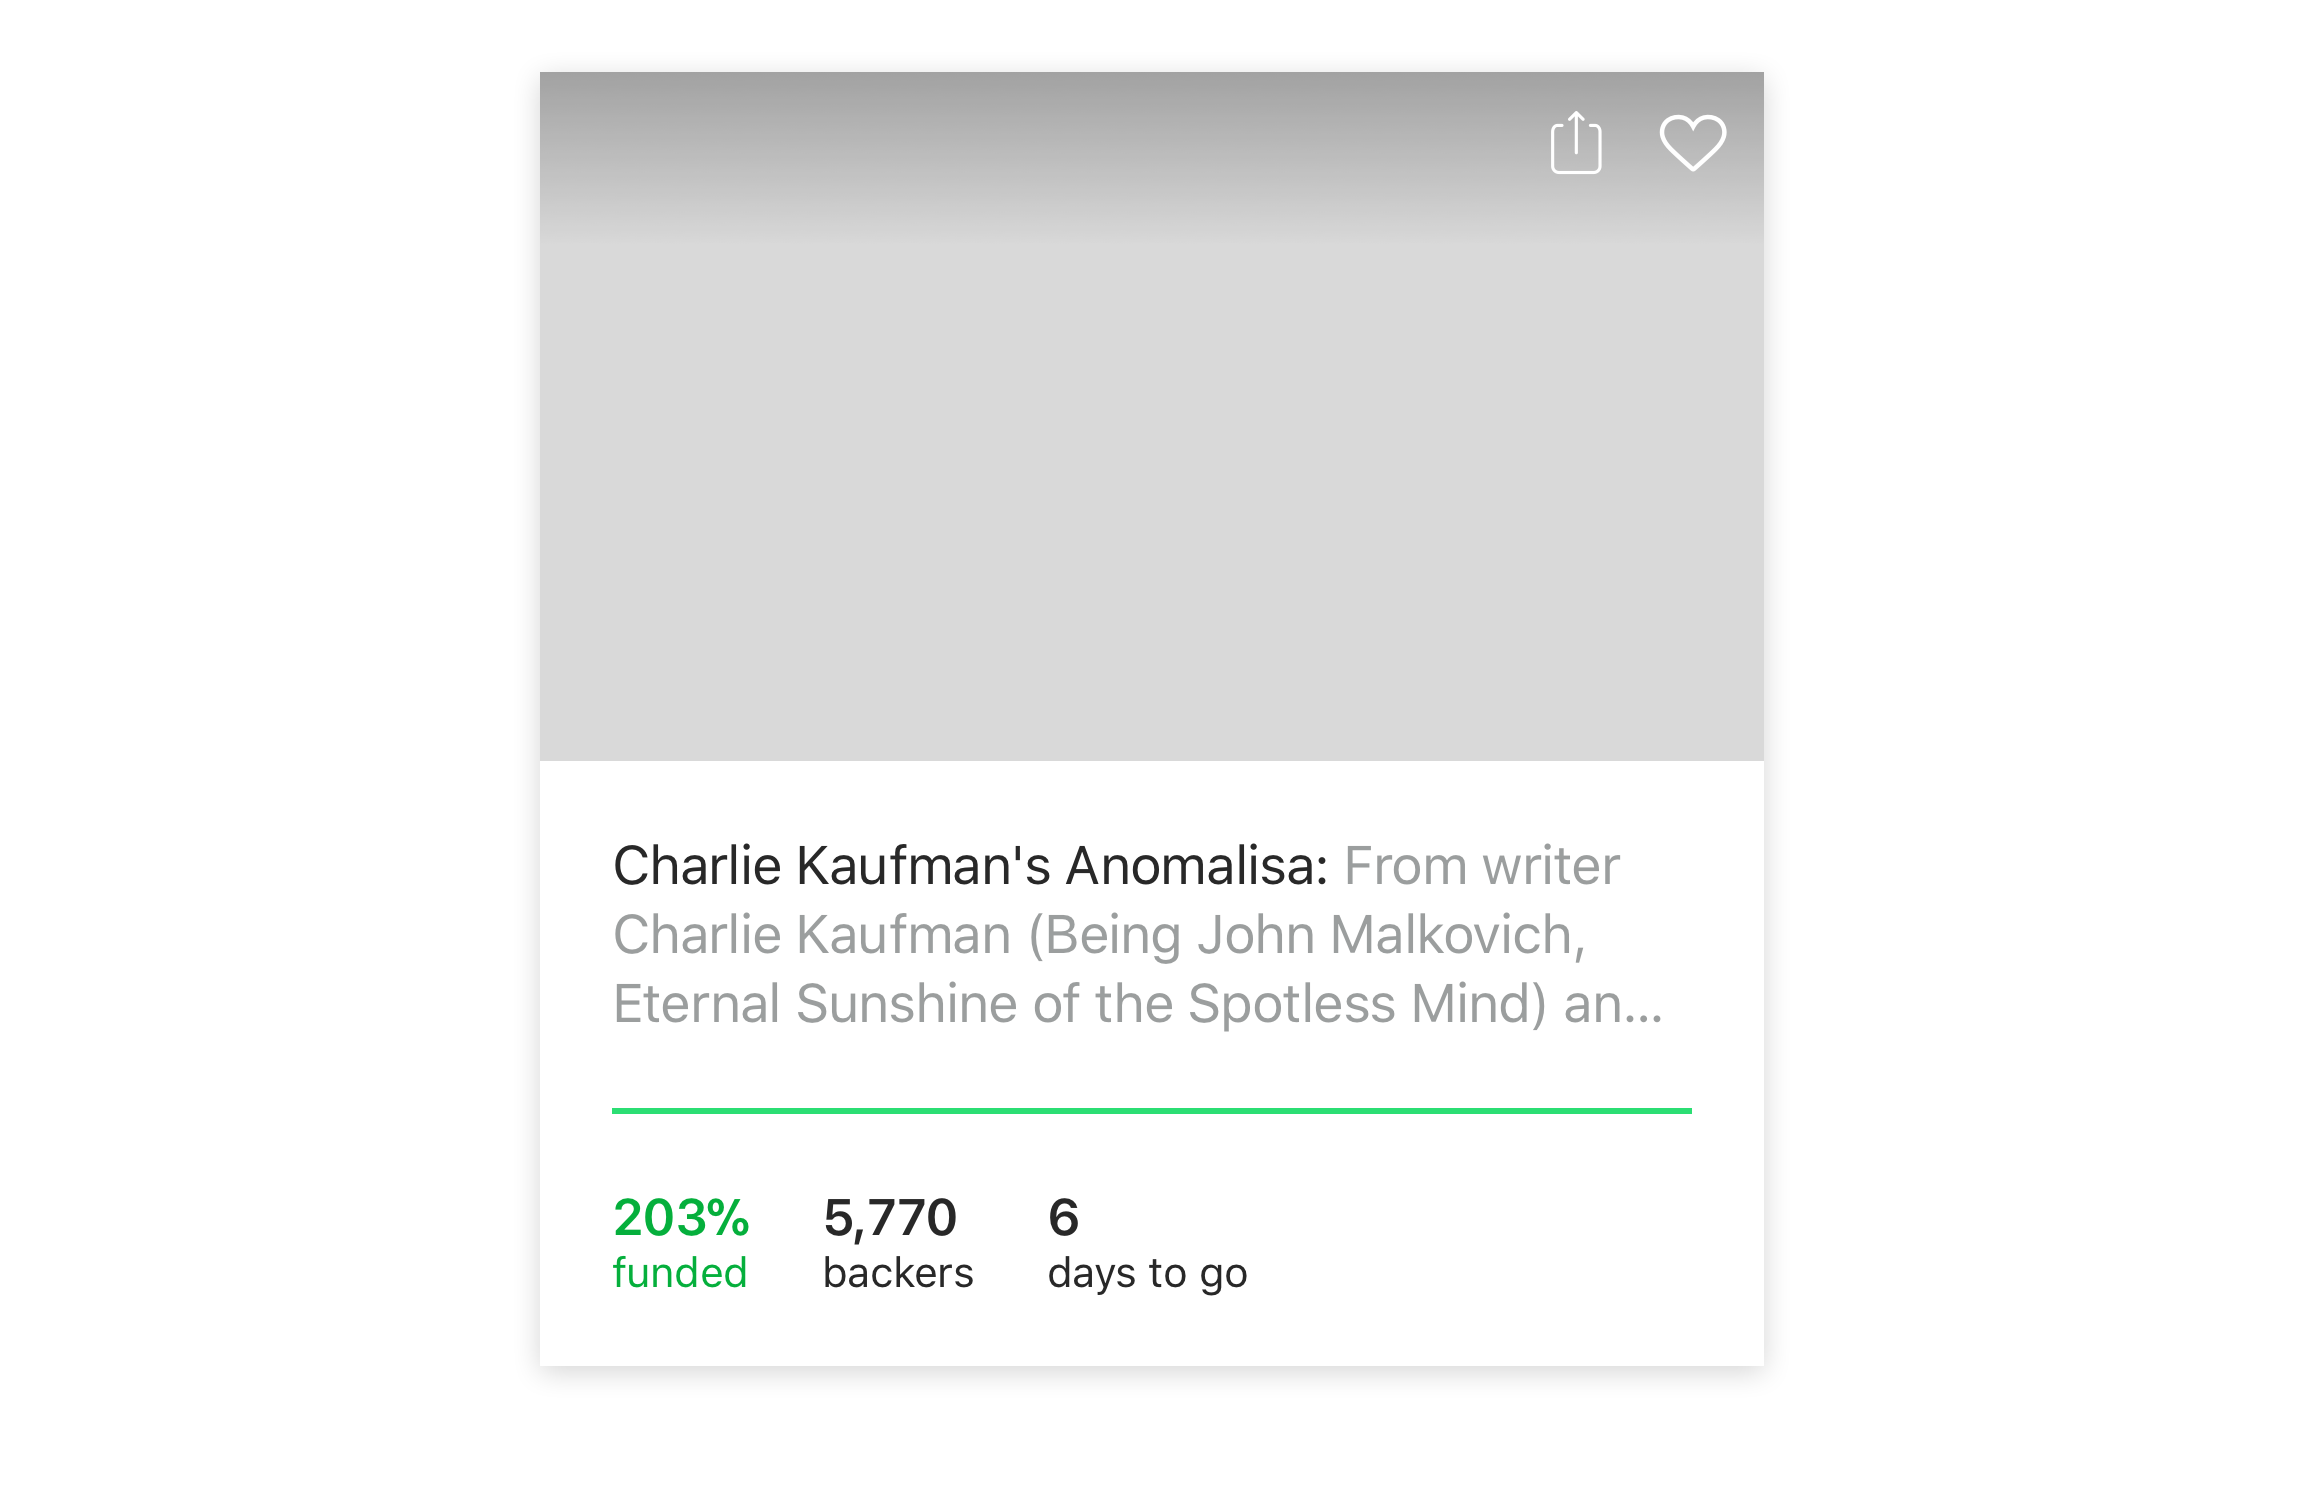 Charlie Kaufman's Anomalisa: From writer
Charlie Kaufman (Being John Malkovich,
Eternal Sunshine of the Spotless Mind) an...
203% 5,770 6
funded backers days to go